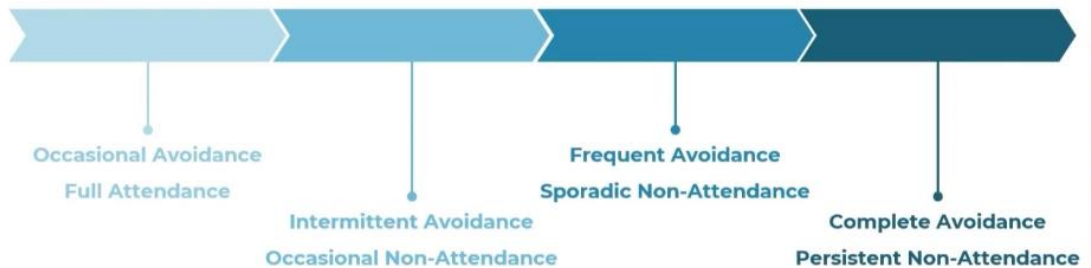 Occasional Avoidance
Full Attendance
Intermittent Avoidance
Occasional Non-Attendance
Frequent Avoidance
Sporadic Non-Attendance
Complete Avoidance
Persistent Non-Attendance